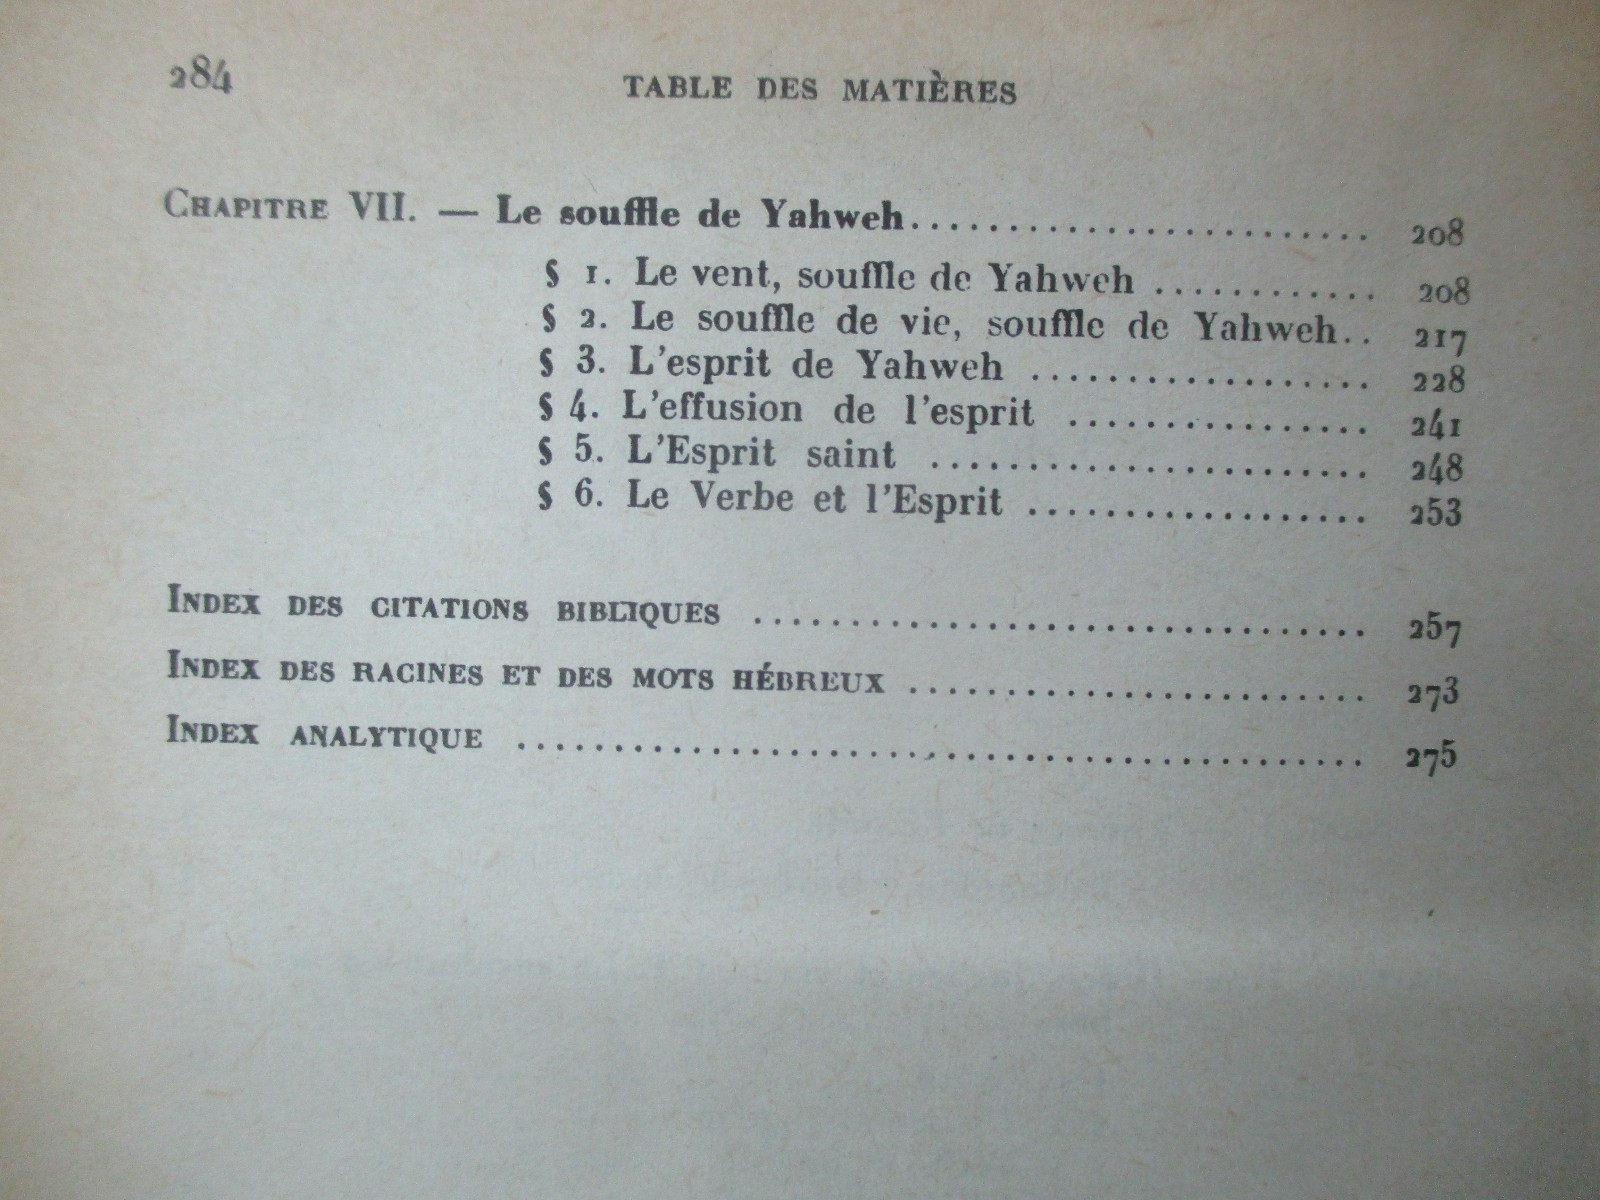 284
TABLE DES MATIÈRES
CHAPITRE VII. — Le souffle de Yahweh......................... 208
§ 1. Le vent, souffle de Yahweh ............ 208
§ 2. Le souffle de vie, souffle de Yahweh.. 217
§ 3. L'esprit de Yahweh .................. 228
§ 4. L'effusion de l'esprit ................ 241
§ 5. L'Esprit saint ....................... 248
§ 6. Le Verbe et l'Esprit .................. 253
INDEX DES CITATIONS BIBLIQUES ................................ 257
INDEX DES RACINES ET DES MOTS HÉBREUX ........................ 273
INDEX ANALYTIQUE ............................................ 275